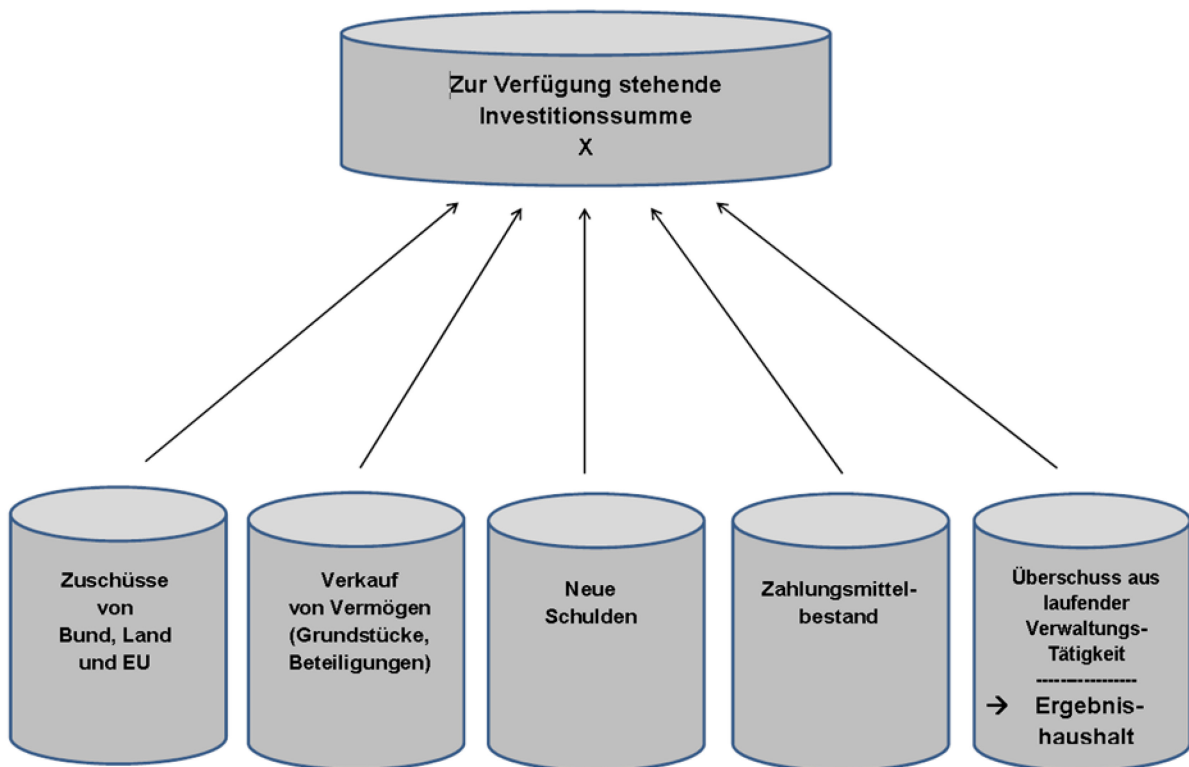 Zur Verfügung stehende
Investitionssumme
X
Zuschüsse
von
Bund, Land
und EU
Verkauf
von Vermögen
(Grundstücke,
Beteiligungen)
Neue
Schulden
Zahlungsmittel-
bestand
Überschuss aus
laufender
Verwaltungs-
Tätigkeit
-----------------
→ Ergebnis-
haushalt